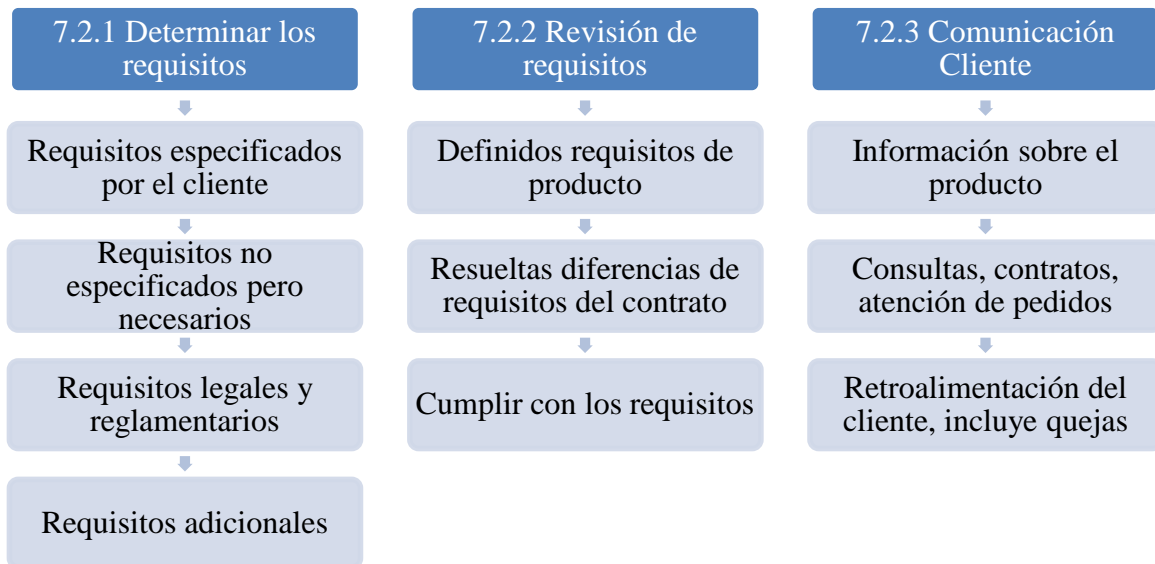 7.2.1 Determinar los
requisitos
Requisitos especificados
por el cliente
Requisitos no
especificados pero
necesarios
Requisitos legales y
reglamentarios
Requisitos adicionales
7.2.2 Revisión de
requisitos
Definidos requisitos de
producto
Resueltas diferencias de
requisitos del contrato
Cumplir con los requisitos
7.2.3 Comunicación
Cliente
Información sobre el
producto
Consultas, contratos,
atención de pedidos
Retroalimentación del
cliente, incluye quejas